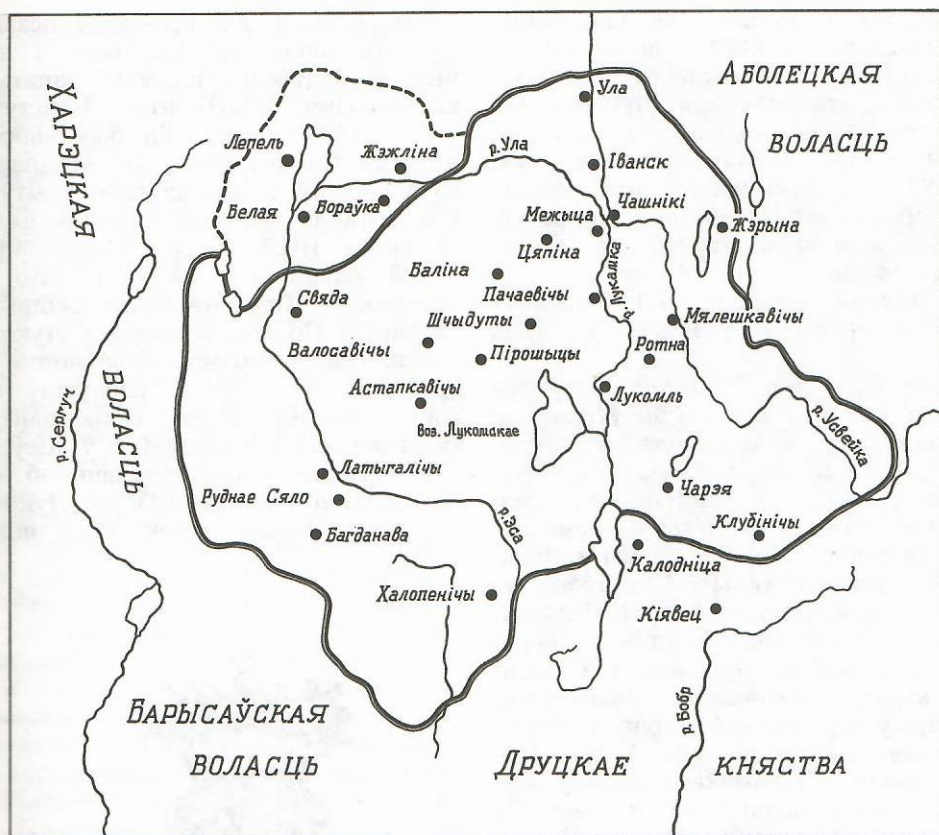 АБОЛЕЦКАЯ
ВОЛАСЦЬ
ХАРЭЦКАЯ
ВОЛАСЦЬ
Ула
Лепель
Жэжліна
р.Ула
Іванск
Белая
Вораўка
Чашнікі
Межыца
Жэрына
Цяпіна
р. Лукамка
Баліна
Свяда
Пачаевічы
Шчыдуты
Мялешкавічы
Валосавічы
Пірошыцы
Ротна
Астапкавічы
Лукомль
р. Усвейка
воз. Лукомскае
р.Сергуч
Латыгалічы
Чарэя
Руднае Сяло
Багданава
р.Эса
Клубінічы
Калодніца
Халопенічы
Кіявец
р. Бобр
БАРЫСАЎСКАЯ
ВОЛАСЦЬ
ДРУЦКАЕ КНЯСТВА